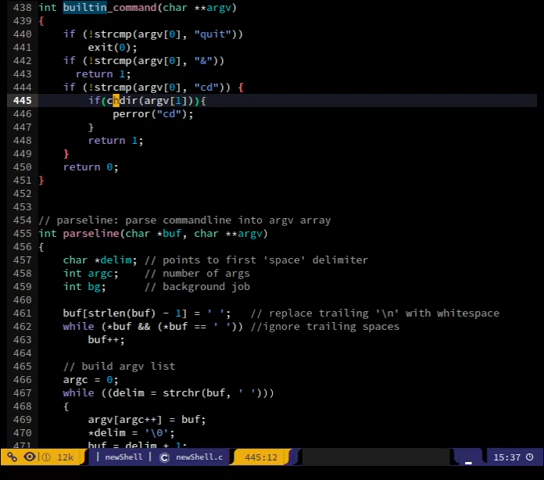 438 int builtin_command(char **argv)
439 {
440     if (!strcmp(argv[0], "quit"))
441         exit(0);
442     if (!strcmp(argv[0], "&"))
443       return 1;
444     if (!strcmp(argv[0], "cd")) {
445         if(chdir(argv[1])){
446             perror("cd");
447         }
448         return 1;
449     }
450     return 0;
451 }
452
453
454 // parseline: parse commandline into argv array
455 int parseline(char *buf, char **argv)
456 {
457     char *delim; // points to first 'space' delimiter
458     int argc;    // number of args
459     int bg;      // background job
460
461     buf[strlen(buf) - 1] = ' ';   // replace trailing '\n' with whitespace
462     while (*buf && (*buf == ' ')) //ignore trailing spaces
463         buf++;
464
465     // build argv list
466     argc = 0;
467     while ((delim = strchr(buf, ' ')))
468     {
469         argv[argc++] = buf;
470         *delim = '\0';
471         buf = delim + 1;
12k | newShell | C newShell.c 445:12 15:37